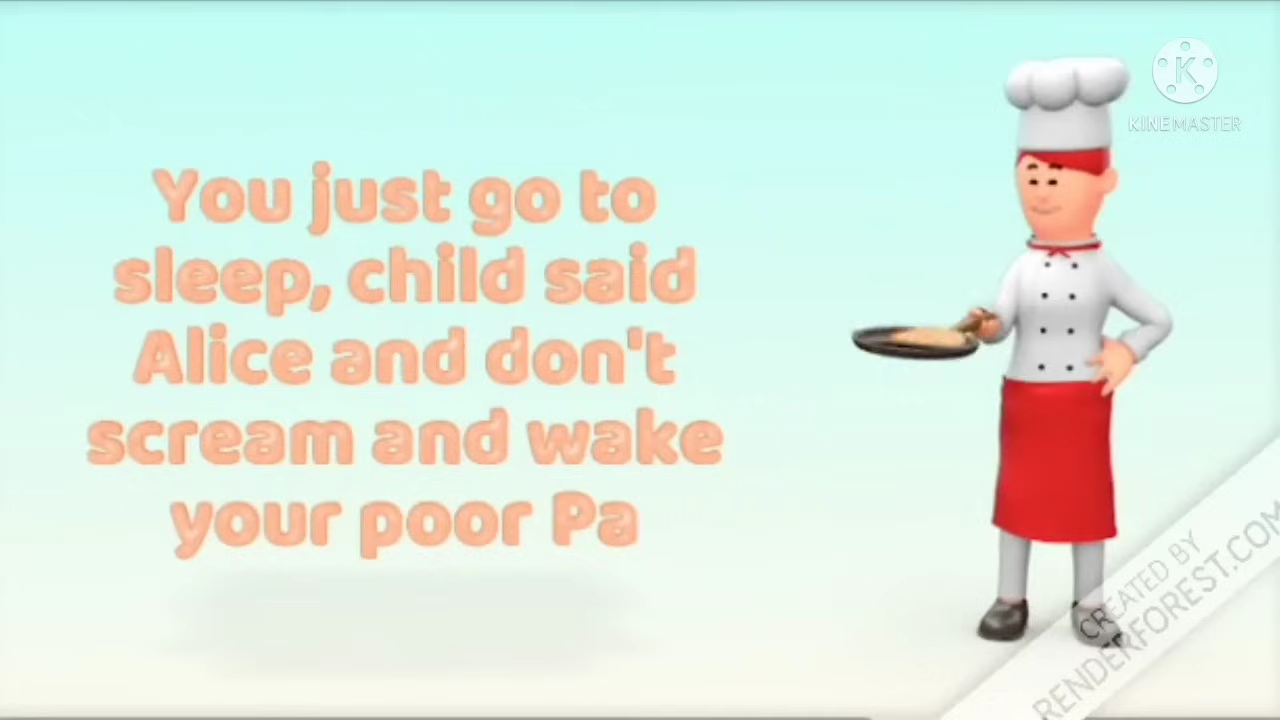 You just go to
sleep, child said
Alice and don't
scream and wake
your poor Pa
K
KINEMASTER
CREATED BY
RENDERFOREST.COM